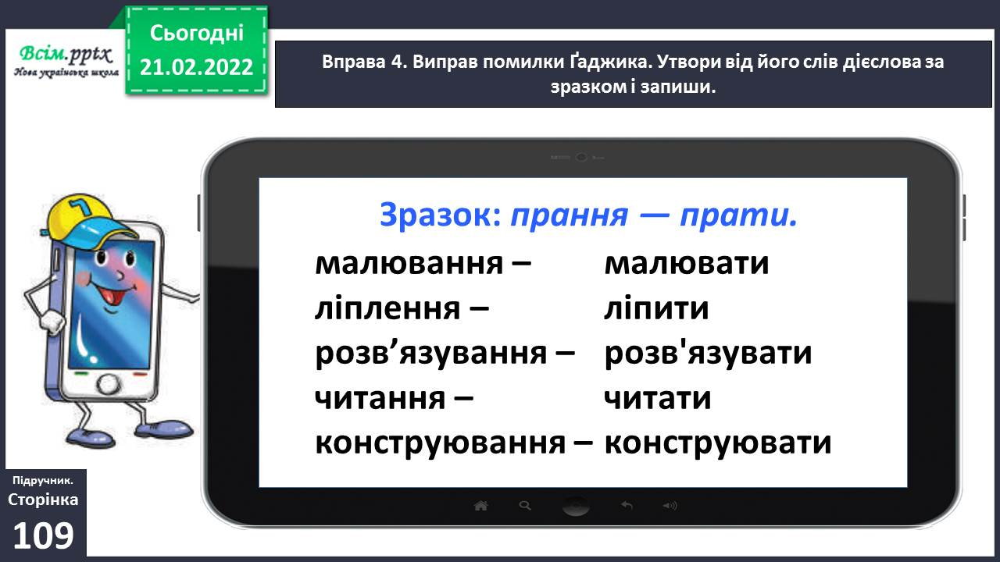 Сьогодні
21.02.2022
Всім.pptx
Нова українська школа
Вправа 4. Виправ помилки Ґаджика. Утвори від його слів дієслова за
зразком і запиши.
Зразок: прання — прати.
малювання – малювати
ліплення – ліпити
розв’язування – розв'язувати
читання – читати
конструювання – конструювати
Підручник.
Сторінка
109